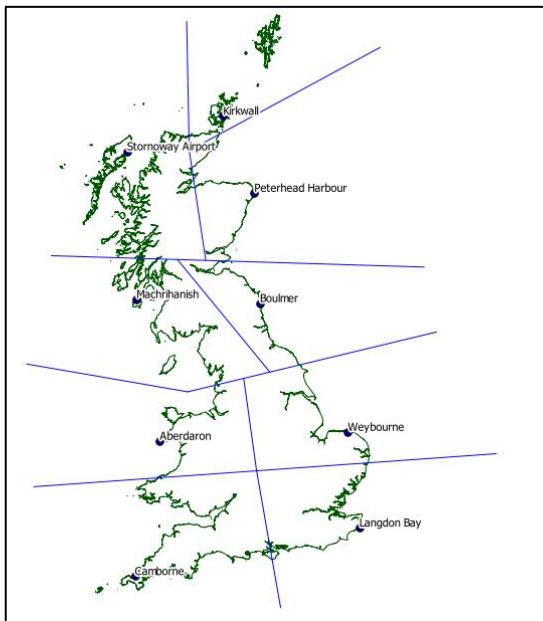 Kirkwall
Stornoway Airport
Peterhead Harbour
Machrihanish
Boulmer
Aberdaron
Weybourne
Langdon Bay
Camborne